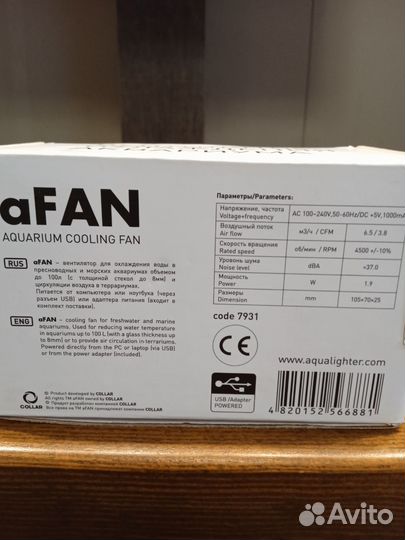 aFAN
AQUARIUM COOLING FAN
RUS aFAN – вентилятор для охлаждения воды в
пресноводных и морских аквариумах объемом
до 100л (с толщиной стекла до 8мм) и
циркуляции воздуха в террариумах.
Питается от компьютера или ноутбука (через
разъем USB) или адаптера питания (входит в
комплект поставки).
ENG aFAN – cooling fan for freshwater and marine
aquariums. Used for reducing water temperature
in aquariums up to 100 L (with a glass thickness up
to 8mm) or to provide air circulation in terrariums.
Powered directly from the PC or laptop (via USB)
or from the power adapter (included).
COLLAR
Product developed by COLLAR
All rights TM aFAN owned by COLLAR
Продукт разработан компанией COLLAR
Все права на TM aFAN принадлежат компании COLLAR
Параметры/Parameters:
Напряжение, частота
Voltage+frequency
AC 100-240V,50-60Hz/DC +5V,1000mA
Воздушный поток
Air flow
м3/ч / CFM
6.5 / 3.8
Скорость вращения
Rated speed
об/мин / RPM
4500 +/-10%
Уровень шума
Noise level
dBA
<37.0
Мощность
Power
W
1.9
Размеры
Dimension
mm
105×70×25
code 7931
CE
www.aqualighter.com
USB /Adapter
POWERED
4 820152 566881
Avito